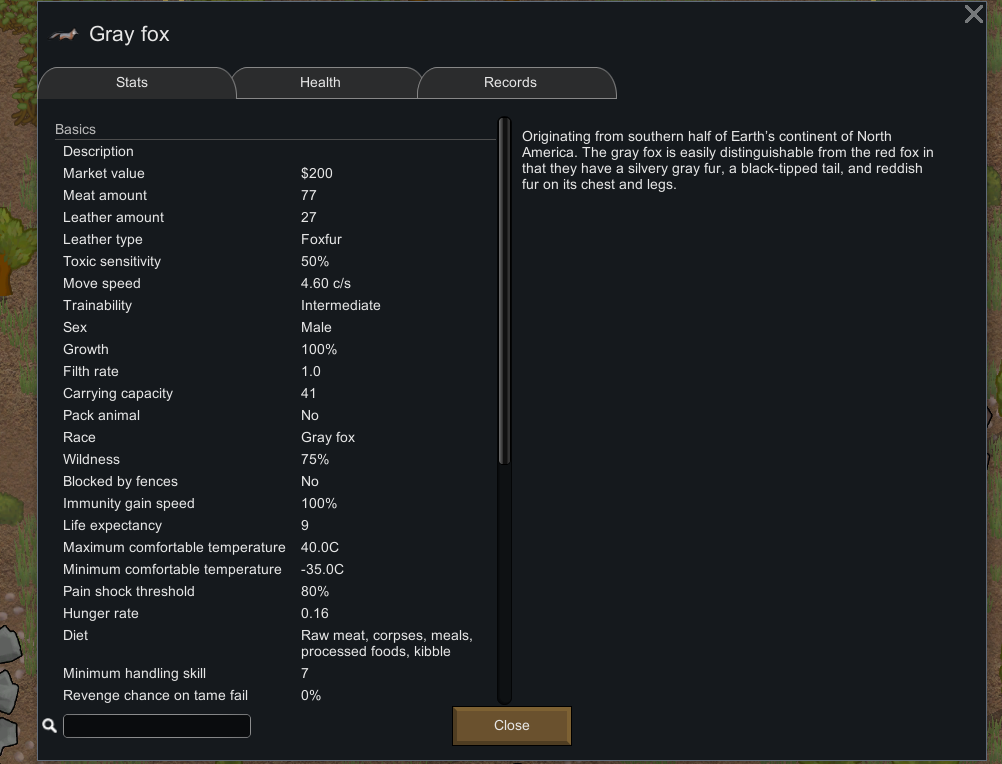 Gray fox
Stats Health Records
Basics
Description
Market value $200
Meat amount 77
Leather amount 27
Leather type Foxfur
Toxic sensitivity 50%
Move speed 4.60 c/s
Trainability Intermediate
Sex Male
Growth 100%
Filth rate 1.0
Carrying capacity 41
Pack animal No
Race Gray fox
Wildness 75%
Blocked by fences No
Immunity gain speed 100%
Life expectancy 9
Maximum comfortable temperature 40.0C
Minimum comfortable temperature -35.0C
Pain shock threshold 80%
Hunger rate 0.16
Diet Raw meat, corpses, meals,
processed foods, kibble
Minimum handling skill 7
Revenge chance on tame fail 0%
Originating from southern half of Earth's continent of North
America. The gray fox is easily distinguishable from the red fox in
that they have a silvery gray fur, a black-tipped tail, and reddish
fur on its chest and legs.
Close